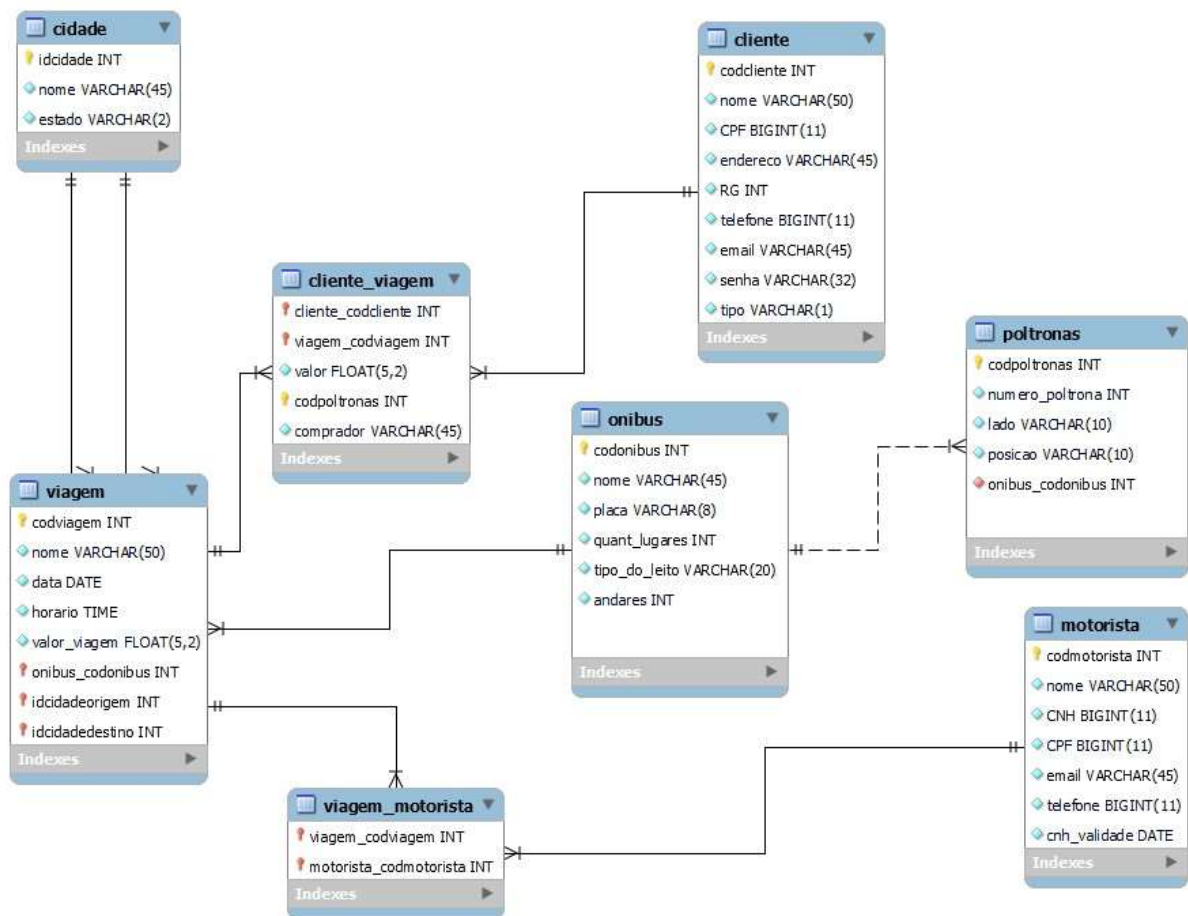 cidade
idcidade INT
nome VARCHAR(45)
estado VARCHAR(2)
Indexes
cliente
codcliente INT
nome VARCHAR(50)
CPF BIGINT(11)
endereco VARCHAR(45)
RG INT
telefone BIGINT(11)
email VARCHAR(45)
senha VARCHAR(32)
tipo VARCHAR(1)
Indexes
cliente_viagem
cliente_codcliente INT
viagem_codviagem INT
valor FLOAT(5,2)
codpoltronas INT
comprador VARCHAR(45)
Indexes
poltronas
codpoltronas INT
numero_poltrona INT
lado VARCHAR(10)
posicao VARCHAR(10)
onibus_codonibus INT
Indexes
onibus
codonibus INT
nome VARCHAR(45)
placa VARCHAR(8)
quant_lugares INT
tipo_do_leito VARCHAR(20)
andares INT
Indexes
viagem
codviagem INT
nome VARCHAR(50)
data DATE
horario TIME
valor_viagem FLOAT(5,2)
onibus_codonibus INT
idcidadeorigem INT
idcidadedestino INT
Indexes
motorista
codmotorista INT
nome VARCHAR(50)
CNH BIGINT(11)
CPF BIGINT(11)
email VARCHAR(45)
telefone BIGINT(11)
cnh_validade DATE
Indexes
viagem_motorista
viagem_codviagem INT
motorista_codmotorista INT
Indexes